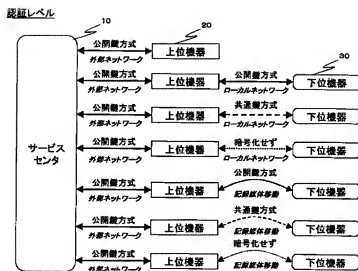 認証レベル
10
20
30
サービス
センタ
公開鍵方式
外部ネットワーク
上位機器
公開鍵方式
外部ネットワーク
上位機器
公開鍵方式
ローカルネットワーク
下位機器
公開鍵方式
外部ネットワーク
上位機器
共通鍵方式
ローカルネットワーク
下位機器
公開鍵方式
外部ネットワーク
上位機器
暗号化せず
ローカルネットワーク
下位機器
公開鍵方式
外部ネットワーク
上位機器
公開鍵方式
記録媒体移動
下位機器
公開鍵方式
外部ネットワーク
上位機器
共通鍵方式
記録媒体移動
下位機器
公開鍵方式
外部ネットワーク
上位機器
暗号化せず
記録媒体移動
下位機器